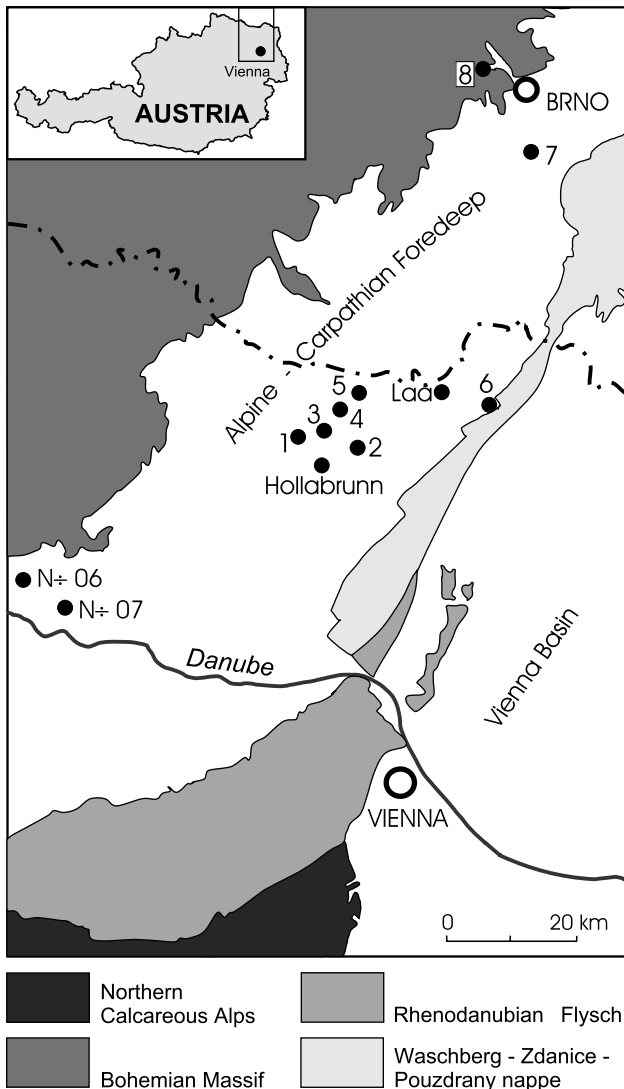 Vienna
AUSTRIA
8
BRNO
7
Alpine - Carpathian Foredeep
5
Laa
6
3
4
1
2
Hollabrunn
N÷ 06
N÷ 07
Danube
Vienna Basin
VIENNA
0 20 km
Northern
Calcareous Alps
Rhenodanubian Flysch
Bohemian Massif
Waschberg - Zdanice -
Pouzdrany nappe